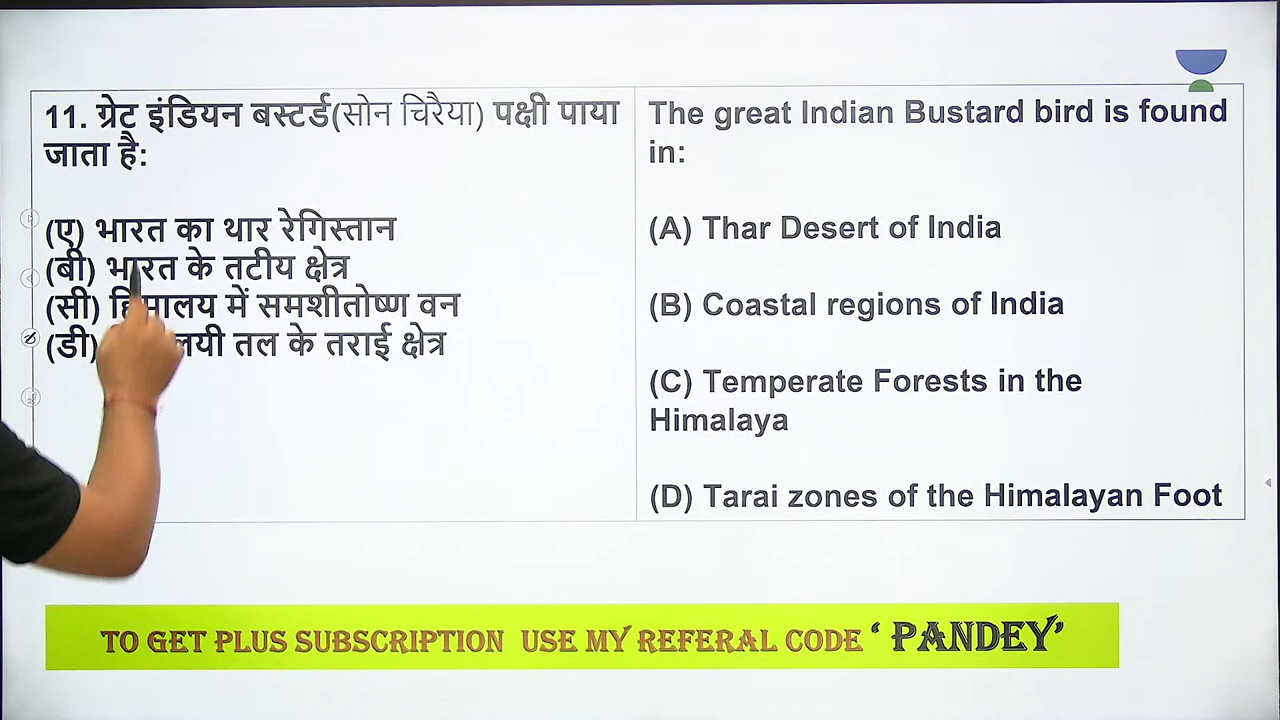 11. ग्रेट इंडियन बस्टर्ड(सोन चिरैया) पक्षी पाया
जाता है:
(ए) भारत का थार रेगिस्तान
(बी) भारत के तटीय क्षेत्र
(सी) हिमालय में समशीतोष्ण वन
(डी) लयी तल के तराई क्षेत्र
The great Indian Bustard bird is found
in:
(A) Thar Desert of India
(B) Coastal regions of India
(C) Temperate Forests in the
Himalaya
(D) Tarai zones of the Himalayan Foot
TO GET PLUS SUBSCRIPTION USE MY REFERAL CODE ‘ PANDEY’